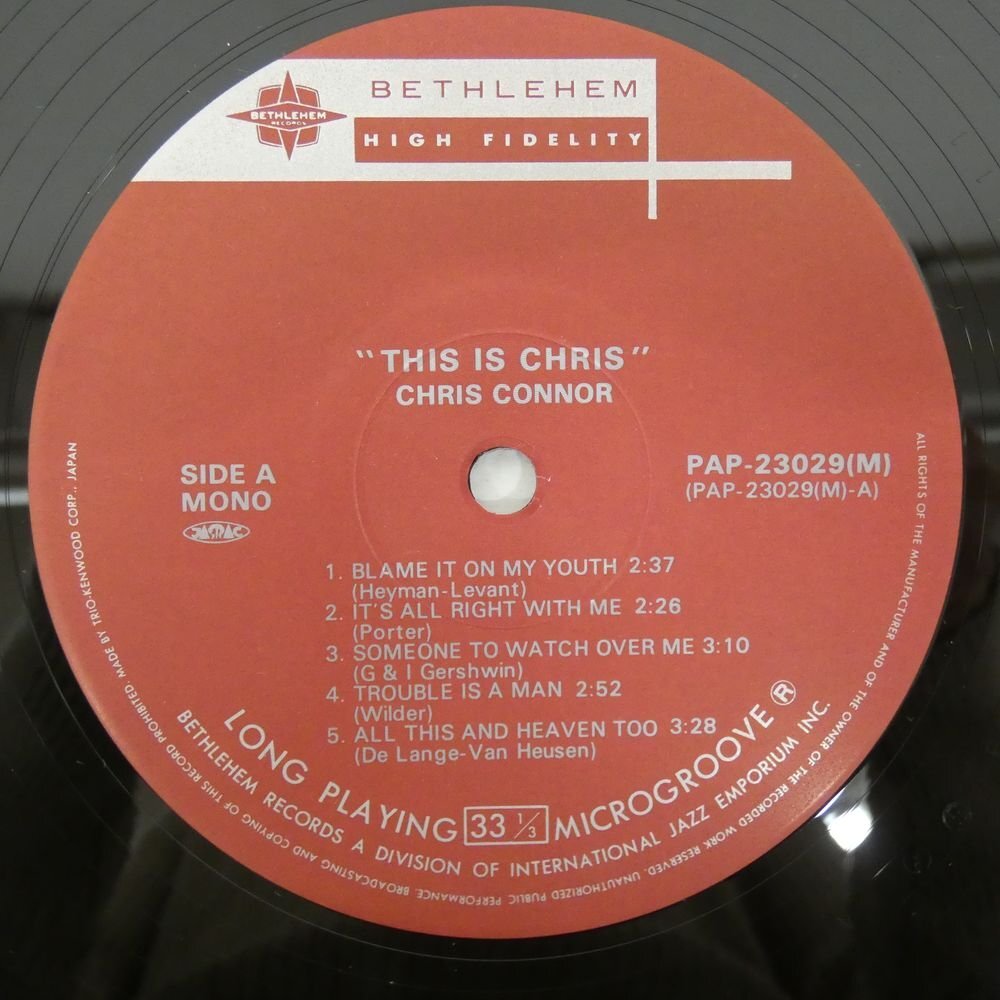 BETHLEHEM
BETHLEHEM
RECORDS
HIGH FIDELITY
"THIS IS CHRIS"
CHRIS CONNOR
SIDE A
MONO
JASRAC
PAP-23029(M)
(PAP-23029(M)-A)
1. BLAME IT ON MY YOUTH 2:37
(Heyman-Levant)
2. IT'S ALL RIGHT WITH ME 2:26
(Porter)
3. SOMEONE TO WATCH OVER ME 3:10
(G & I Gershwin)
4. TROUBLE IS A MAN 2:52
(Wilder)
5. ALL THIS AND HEAVEN TOO 3:28
(De Lange-Van Heusen)
LONG PLAYING 33 1/3 MICROGROOVE ®
BETHLEHEM RECORDS A DIVISION OF INTERNATIONAL JAZZ EMPORIUM INC.
ALL RIGHTS OF THE MANUFACTURER AND OF THE OWNER OF THE RECORDED WORK RESERVED. UNAUTHORIZED PUBLIC PERFORMANCE. BROADCASTING AND COPYING OF THIS RECORD PROHIBITED. MADE BY TRIO-KENWOOD CORP., JAPAN